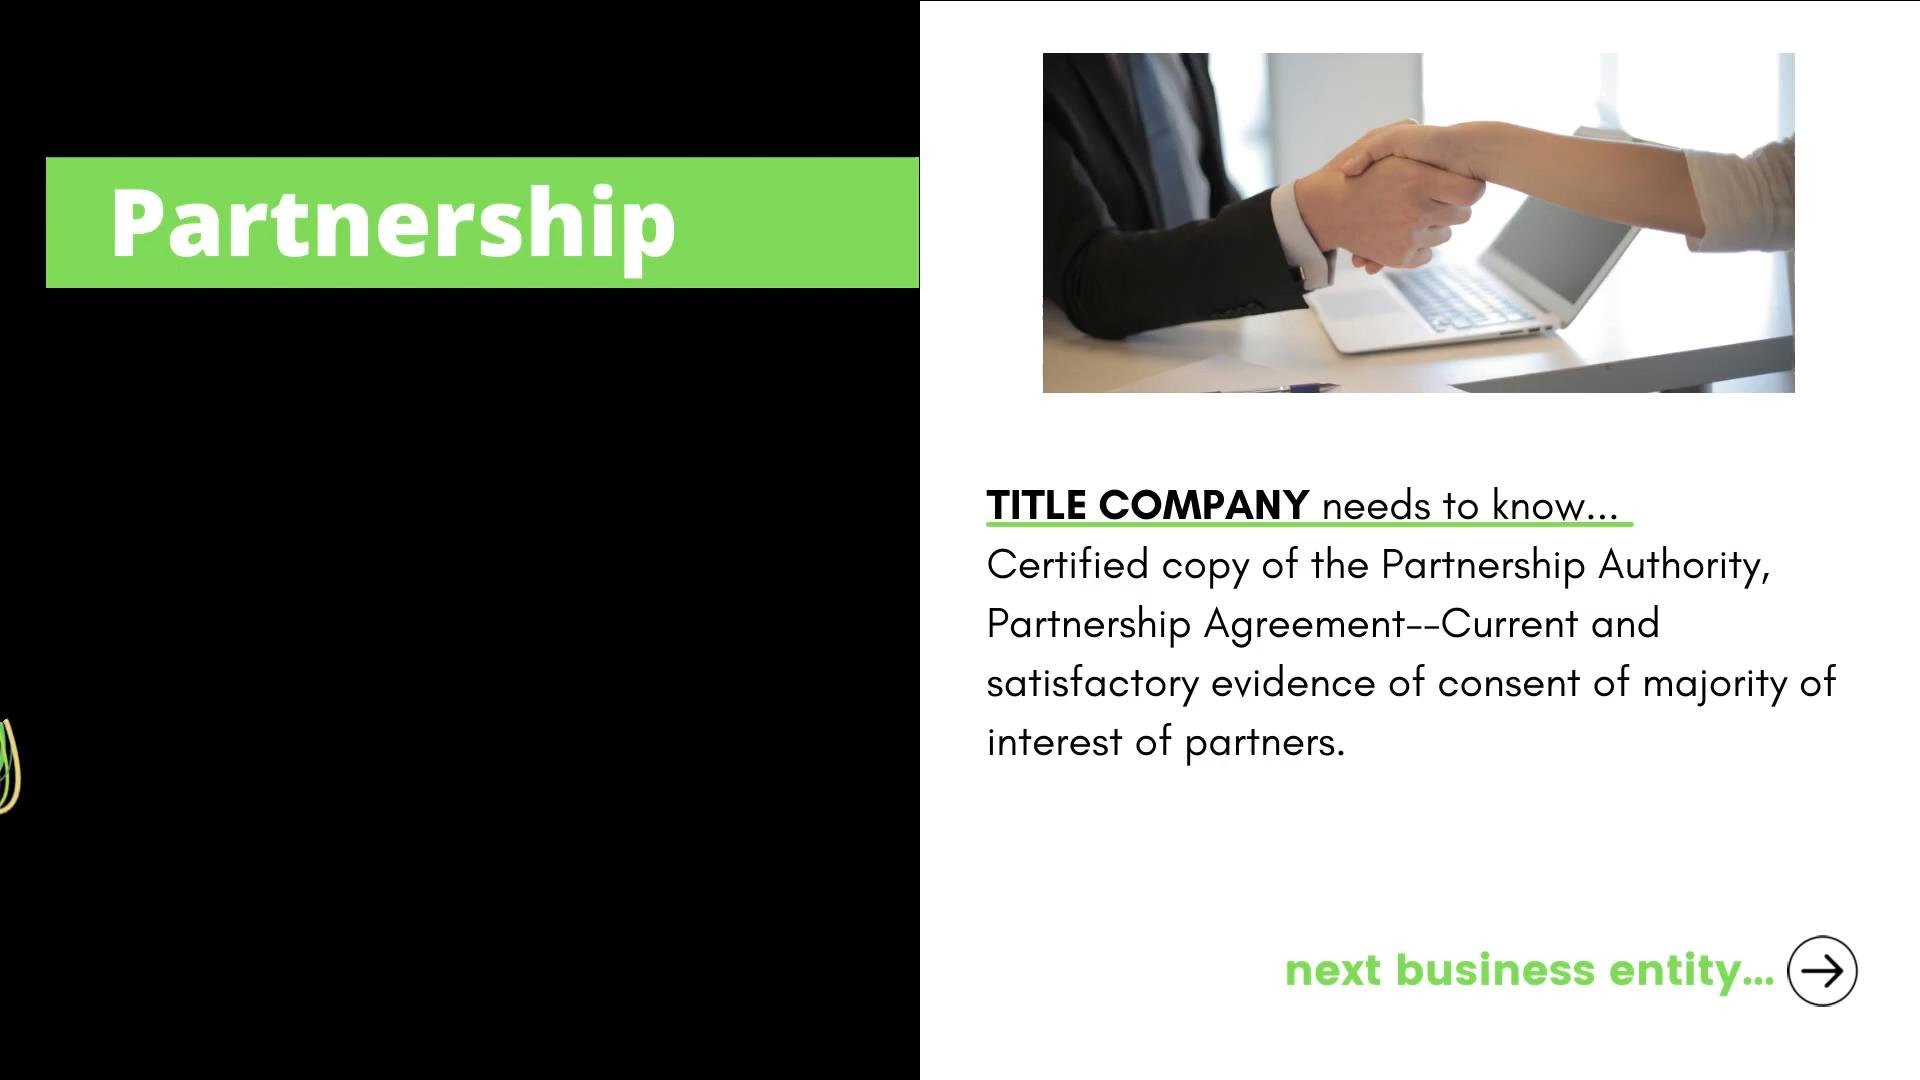 Partnership
TITLE COMPANY needs to know...
Certified copy of the Partnership Authority,
Partnership Agreement--Current and
satisfactory evidence of consent of majority of
interest of partners.
next business entity...